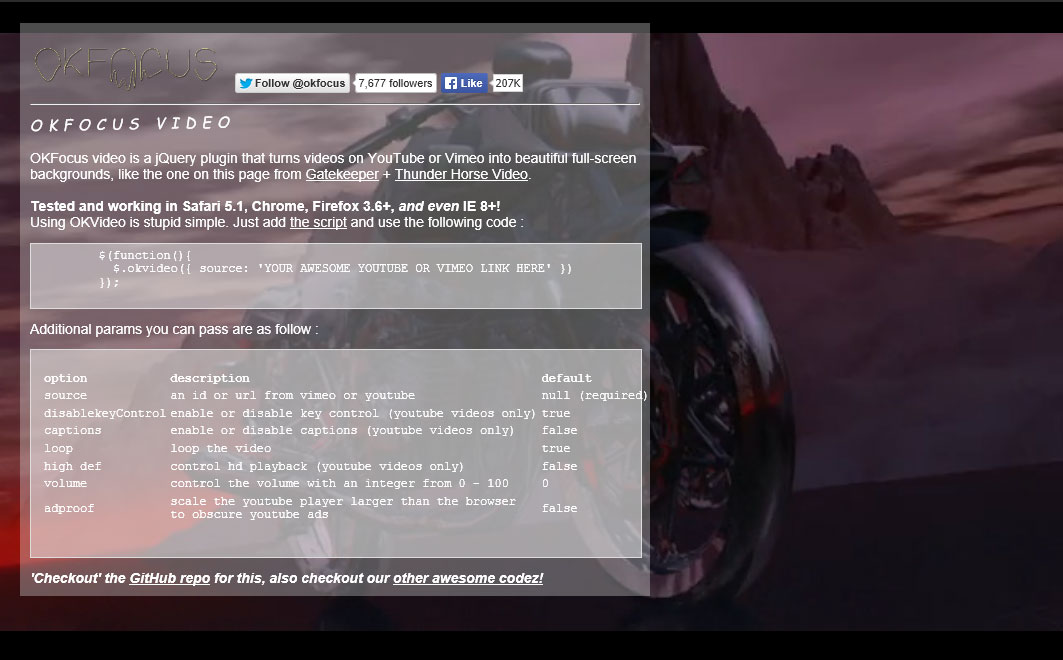 OKFOCUS
Follow @okfocus 7,677 followers Like 207K
OKFOCUS VIDEO
OKFocus video is a jQuery plugin that turns videos on YouTube or Vimeo into beautiful full-screen
backgrounds, like the one on this page from Gatekeeper + Thunder Horse Video.
Tested and working in Safari 5.1, Chrome, Firefox 3.6+, and even IE 8+!
Using OKVideo is stupid simple. Just add the script and use the following code :
$(function(){
$.okvideo({ source: 'YOUR AWESOME YOUTUBE OR VIMEO LINK HERE' })
});
Additional params you can pass are as follow :
option description default
source an id or url from vimeo or youtube null (required)
disablekeyControl enable or disable key control (youtube videos only) true
captions enable or disable captions (youtube videos only) false
loop loop the video true
high def control hd playback (youtube videos only) false
volume control the volume with an integer from 0 - 100 0
adproof scale the youtube player larger than the browser
to obscure youtube ads false
'Checkout' the GitHub repo for this, also checkout our other awesome codez!